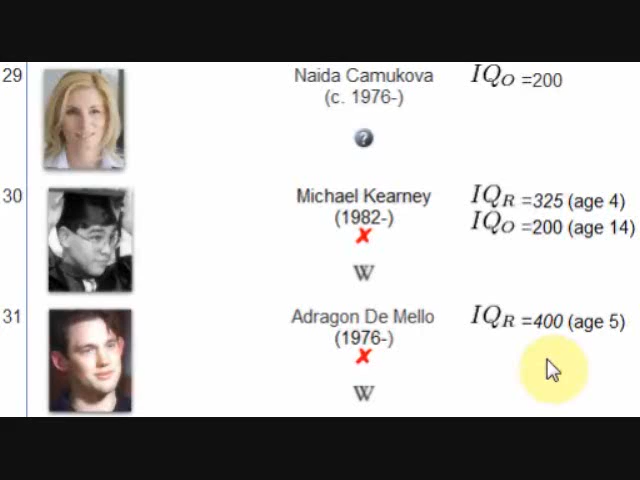 29 Naida Camukova IQO =200
(c. 1976-)
?
30 Michael Kearney IQR =325 (age 4)
(1982-) IQO =200 (age 14)
✗
W
31 Adragon De Mello IQR =400 (age 5)
(1976-)
✗
W